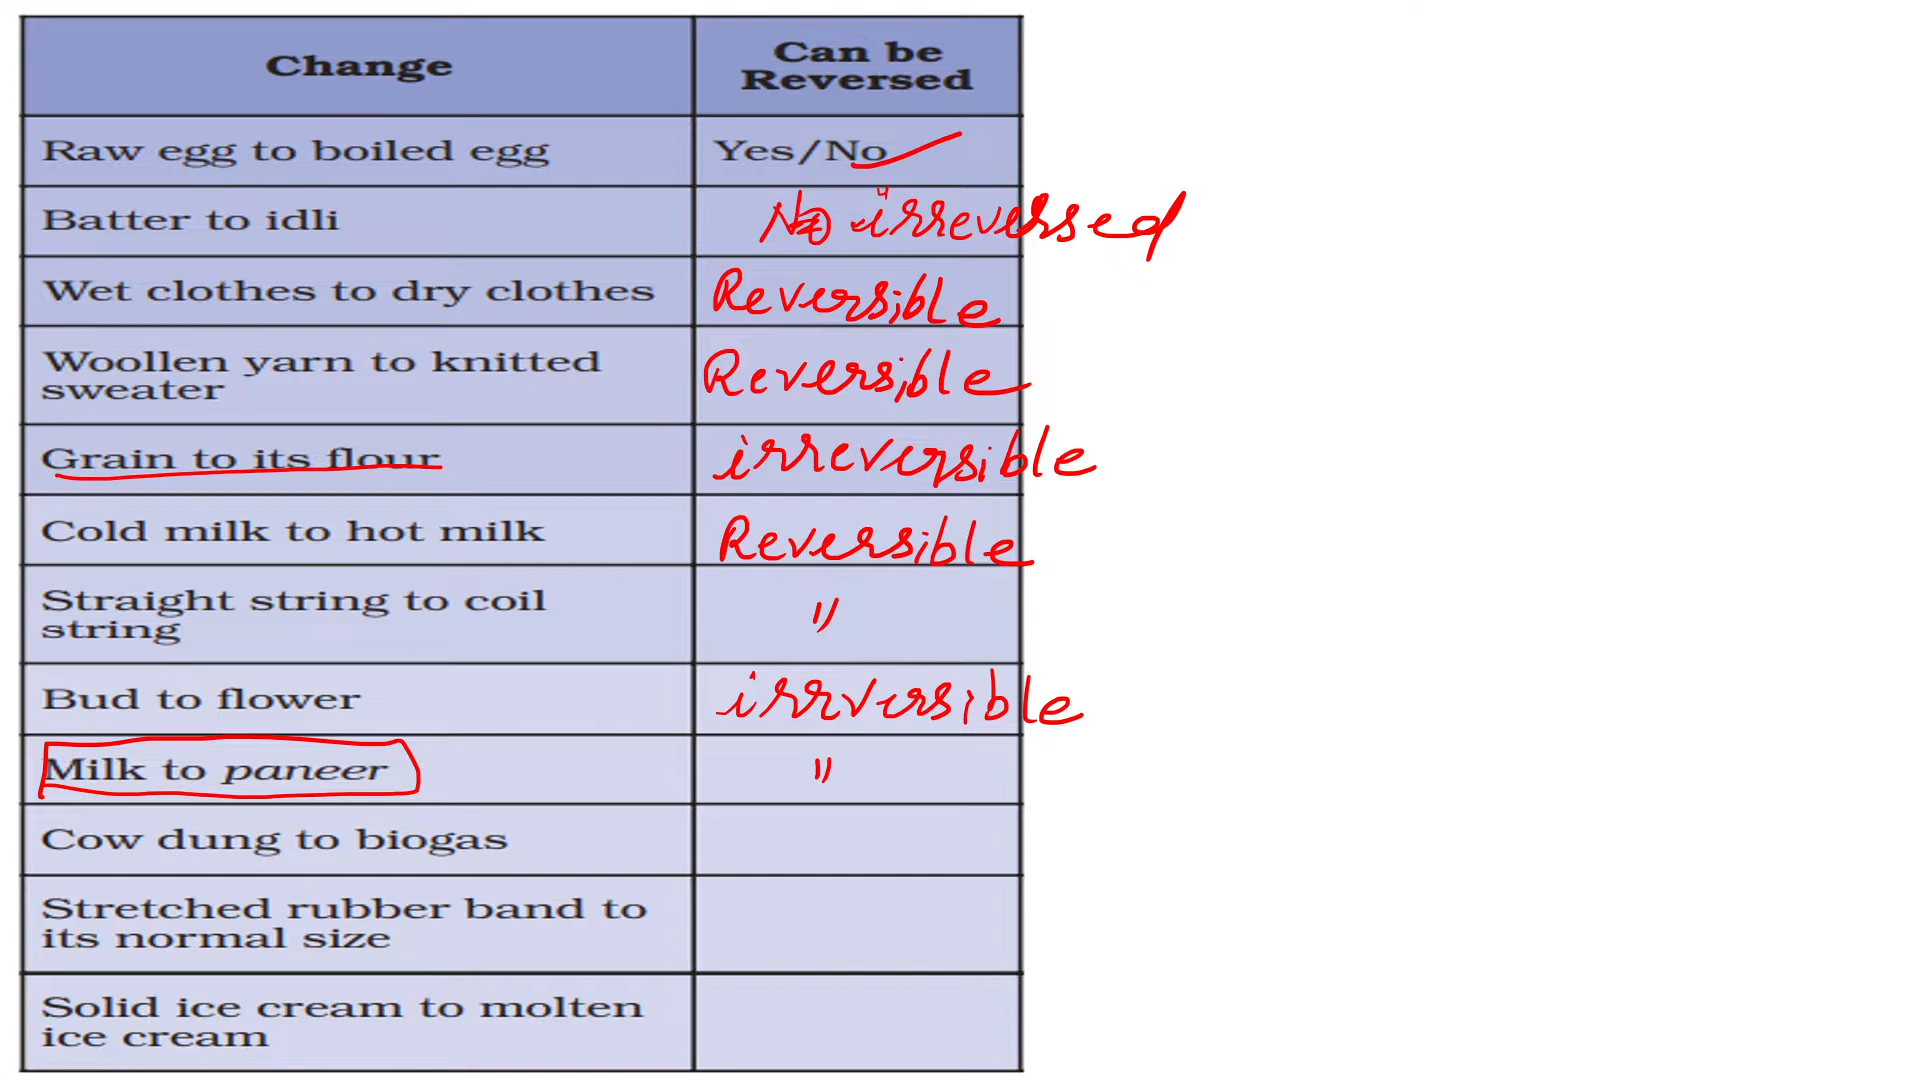 Change
Can be
Reversed
Raw egg to boiled egg
Yes/No
Batter to idli
No irreversed
Wet clothes to dry clothes
Reversible
Woollen yarn to knitted
sweater
Reversible
Grain to its flour
irreversible
Cold milk to hot milk
Reversible
Straight string to coil
string
"
Bud to flower
irrversible
Milk to paneer
"
Cow dung to biogas
Stretched rubber band to
its normal size
Solid ice cream to molten
ice cream